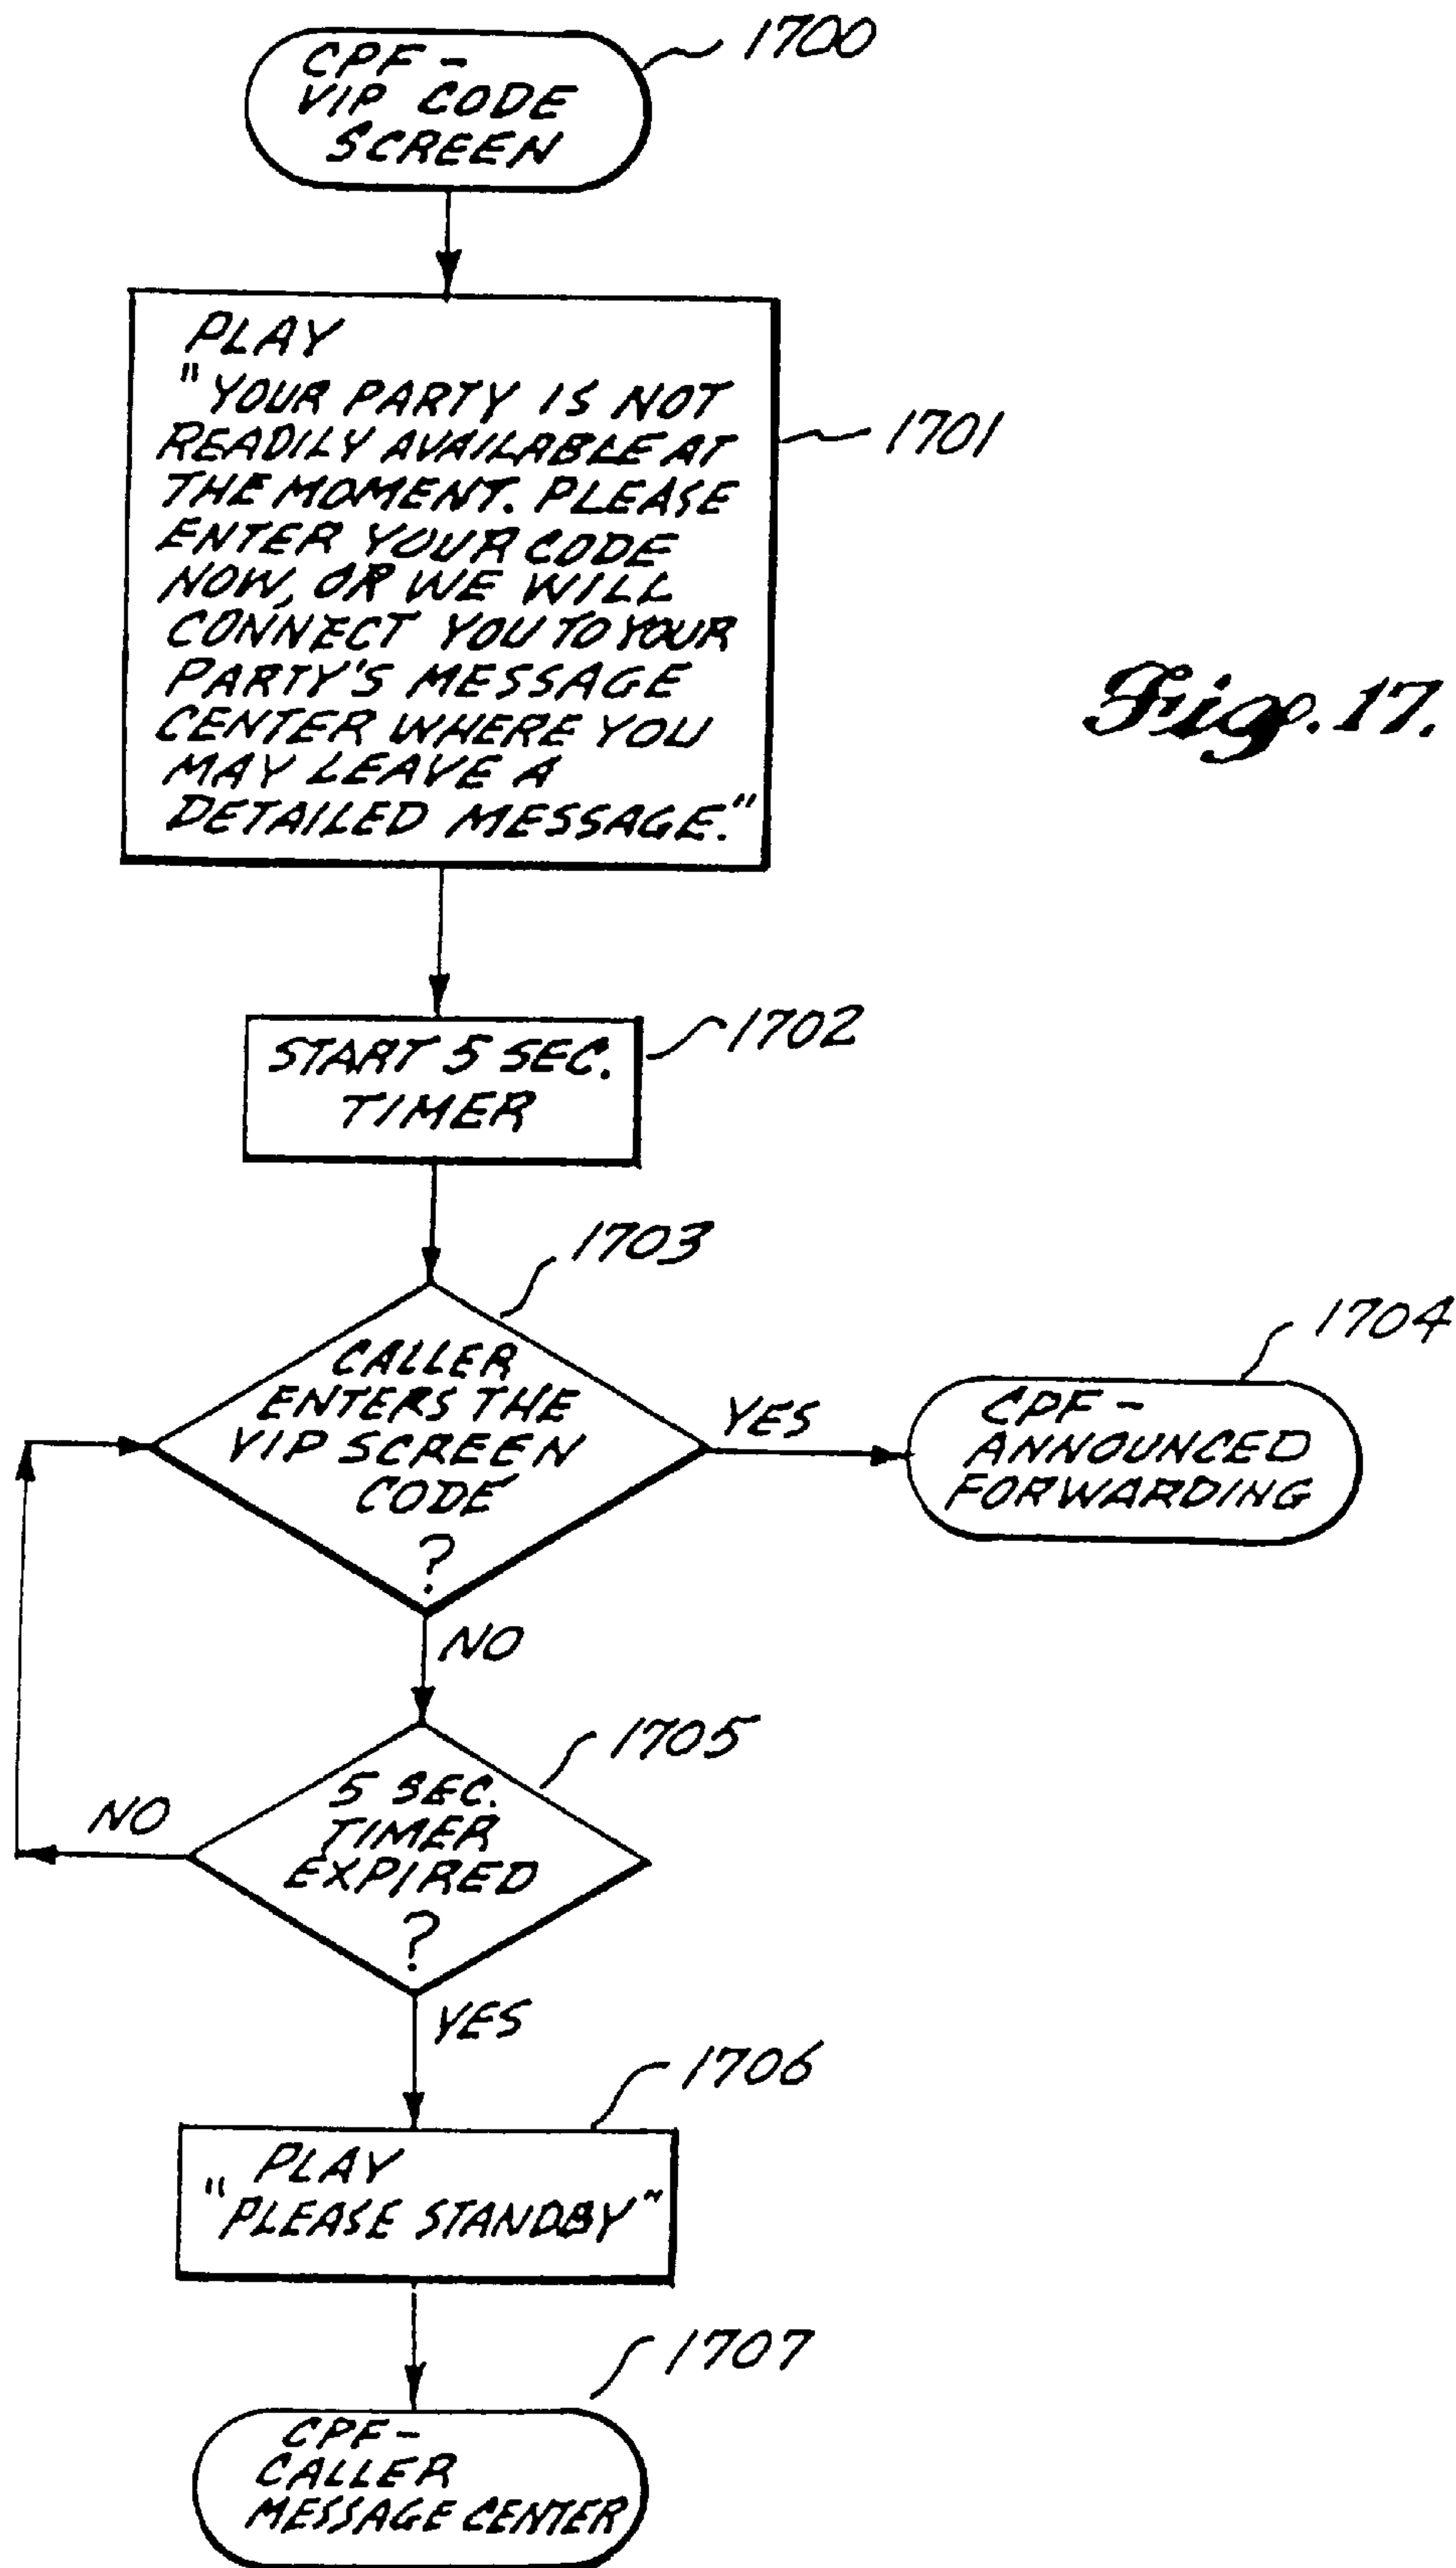 CPF -
VIP CODE
SCREEN
1700
PLAY
"YOUR PARTY IS NOT
READILY AVAILABLE AT
THE MOMENT. PLEASE
ENTER YOUR CODE
NOW, OR WE WILL
CONNECT YOU TO YOUR
PARTY'S MESSAGE
CENTER WHERE YOU
MAY LEAVE A
DETAILED MESSAGE."
1701
Fig. 17.
START 5 SEC.
TIMER
1702
1703
CALLER
ENTERS THE
VIP SCREEN
CODE
?
YES
1704
CPF -
ANNOUNCED
FORWARDING
NO
1705
5 SEC.
TIMER
EXPIRED
?
NO
YES
1706
PLAY
"PLEASE STANDBY"
1707
CPF -
CALLER
MESSAGE CENTER